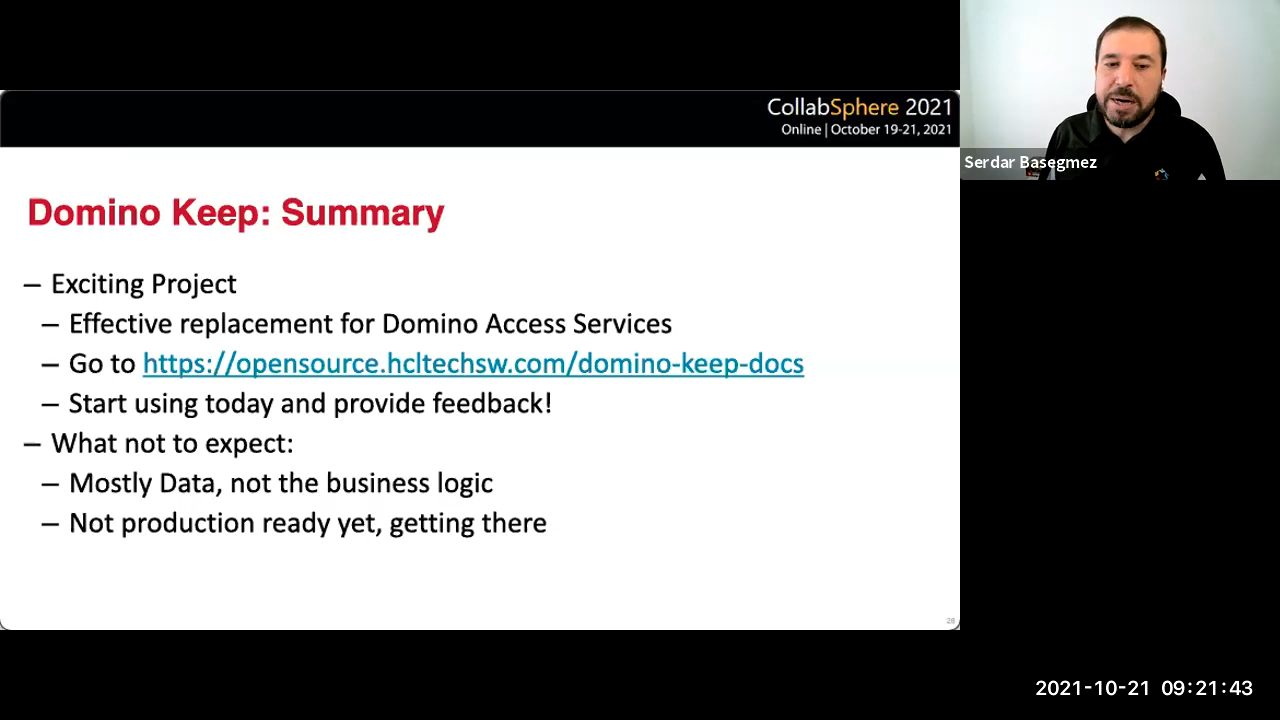 CollabSphere 2021
Online | October 19-21, 2021
Serdar Basegmez
Domino Keep: Summary
– Exciting Project
– Effective replacement for Domino Access Services
– Go to https://opensource.hcltechsw.com/domino-keep-docs
– Start using today and provide feedback!
– What not to expect:
– Mostly Data, not the business logic
– Not production ready yet, getting there
28
2021-10-21 09:21:43